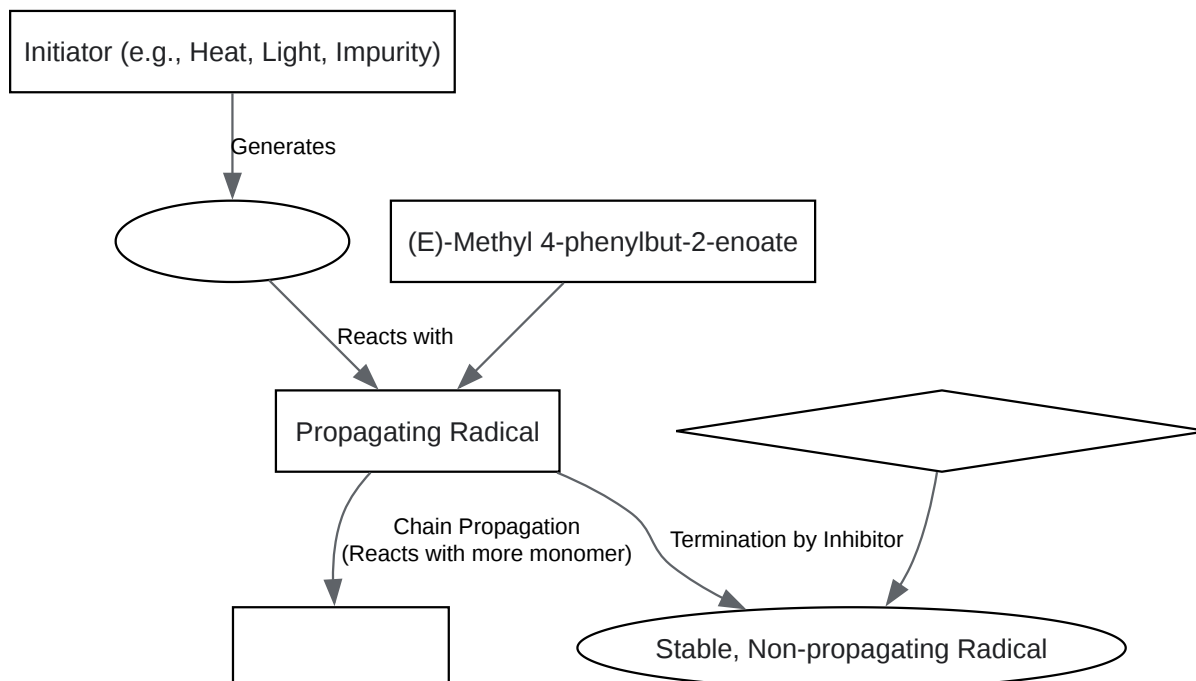 Initiator (e.g., Heat, Light, Impurity)
Generates
(E)-Methyl 4-phenylbut-2-enoate
Reacts with
Propagating Radical
Chain Propagation
(Reacts with more monomer)
Termination by Inhibitor
Stable, Non-propagating Radical